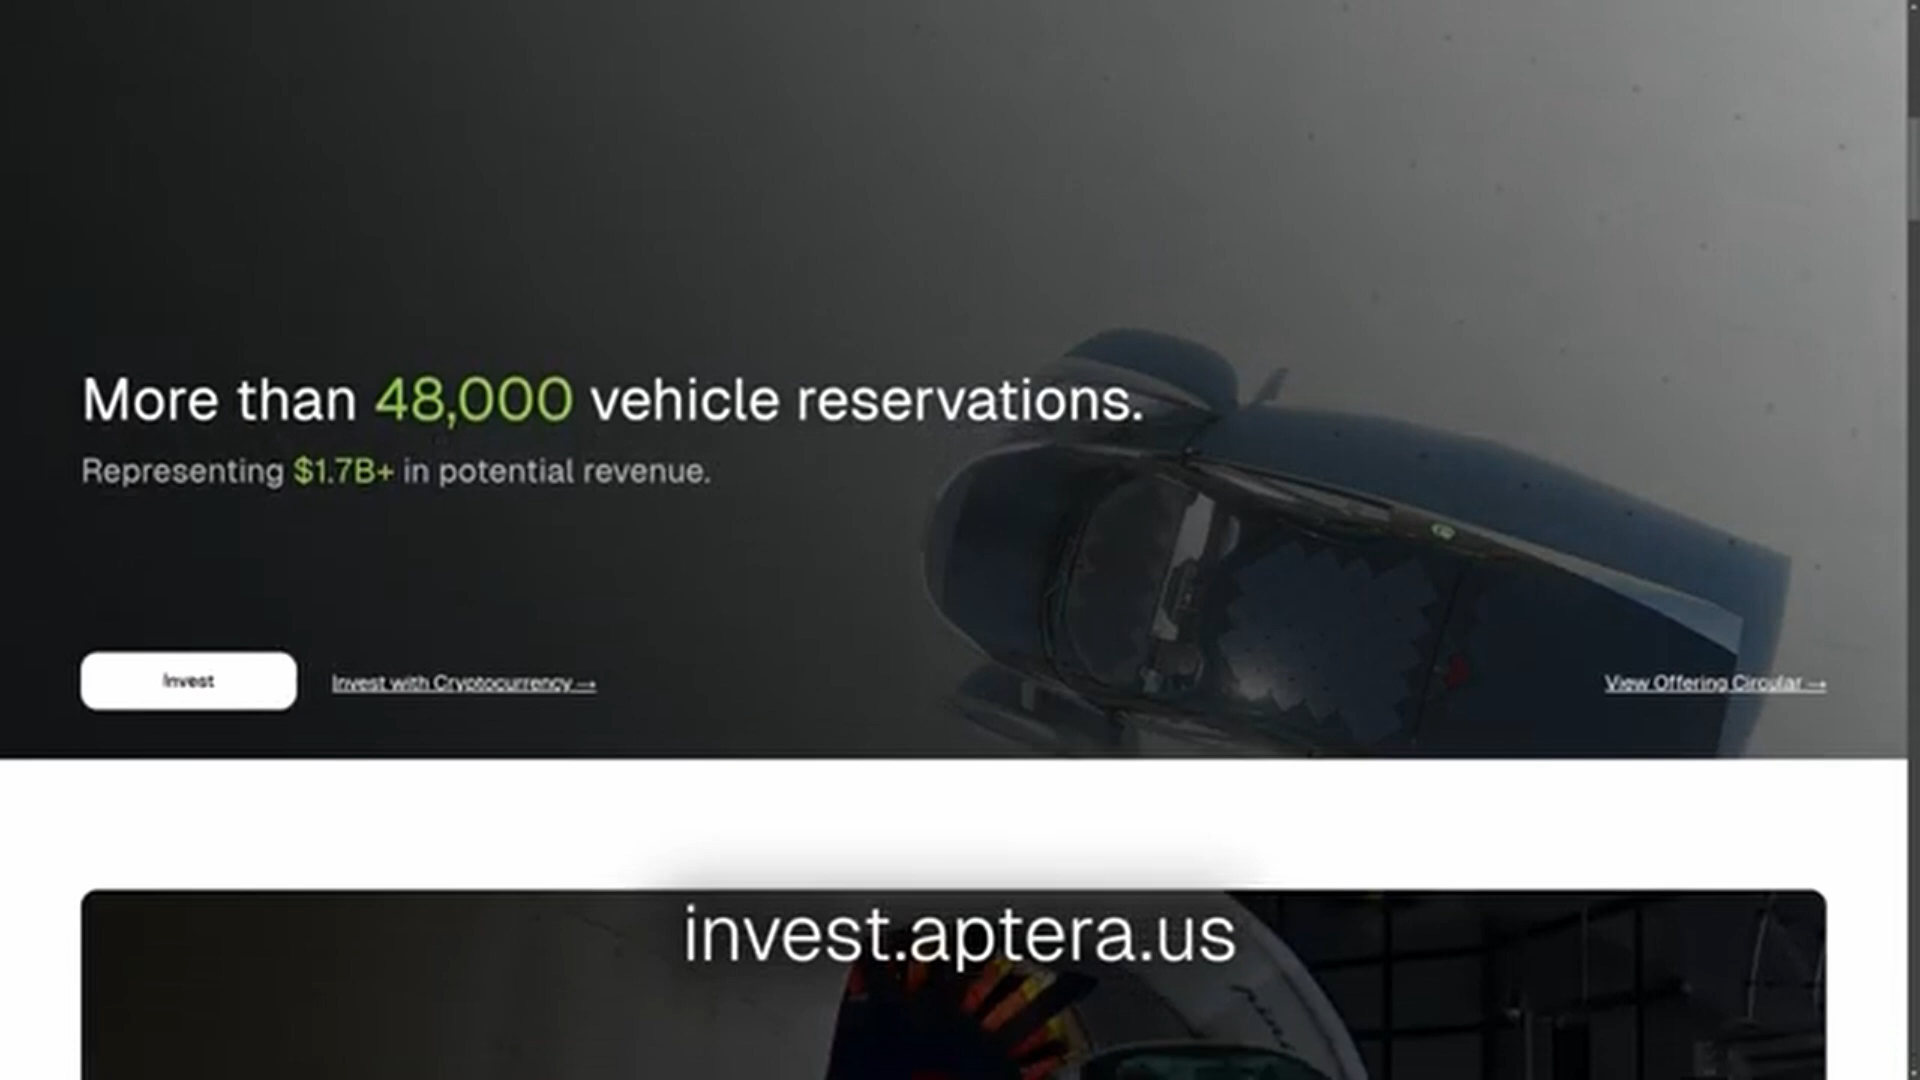 More than 48,000 vehicle reservations.
Representing $1.7B+ in potential revenue.
Invest
Invest with Cryptocurrency →
View Offering Circular →
invest.aptera.us